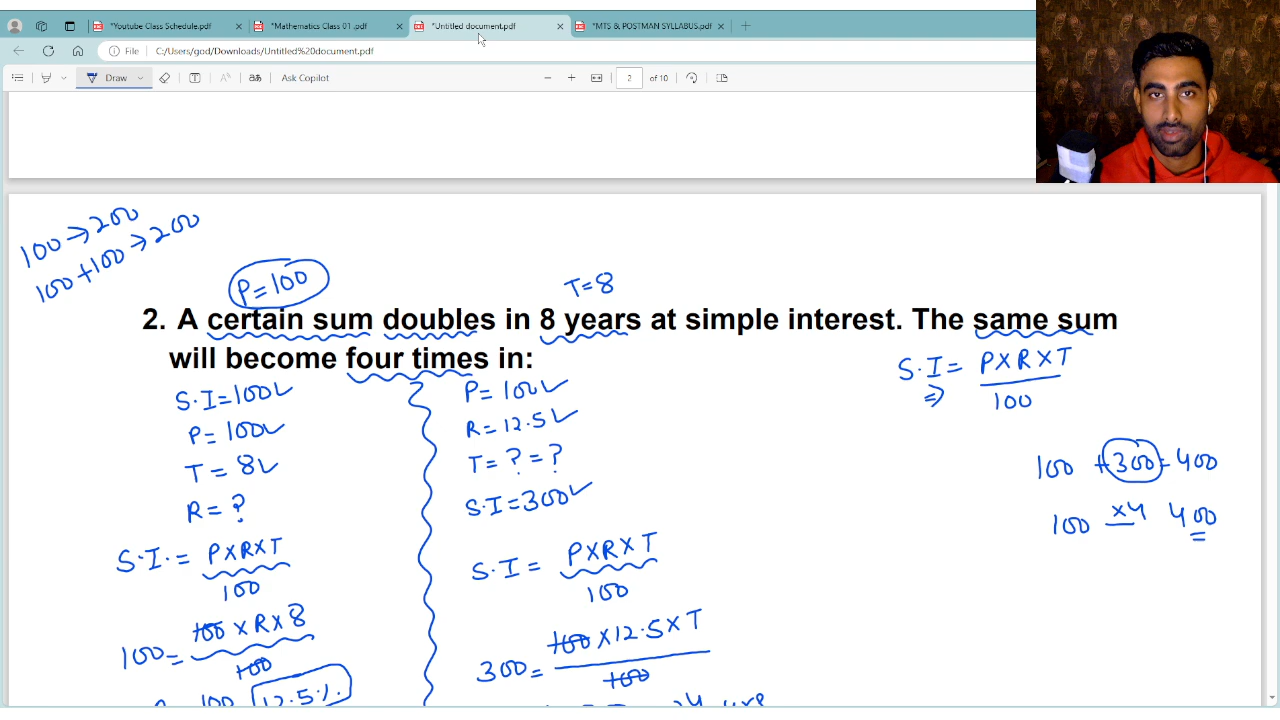 *Youtube Class Schedule.pdf
*Mathematics Class 01 .pdf
*Untitled document.pdf
*MTS & POSTMAN SYLLABUS.pdf
File C:/Users/god/Downloads/Untitled%20document.pdf
Draw Ask Copilot 2 of 10
100 → 200
100 + 100 → 200
P = 100
T = 8
2. A certain sum doubles in 8 years at simple interest. The same sum
will become four times in:
S.I = 100 ✓
P = 100 ✓
T = 8 ✓
R = ?
S.I. = P X R X T
100
100 = 100 x R x 8
100
100 12.5%
P = 100 ✓
R = 12.5 ✓
T = ? = ?
S.I = 300 ✓
S.I = P X R X T
100
300 = 100 X 12.5 X T
100
24 yrs
S.I = P X R X T
⇒ 100
100 + 300 = 400
100 x4 400